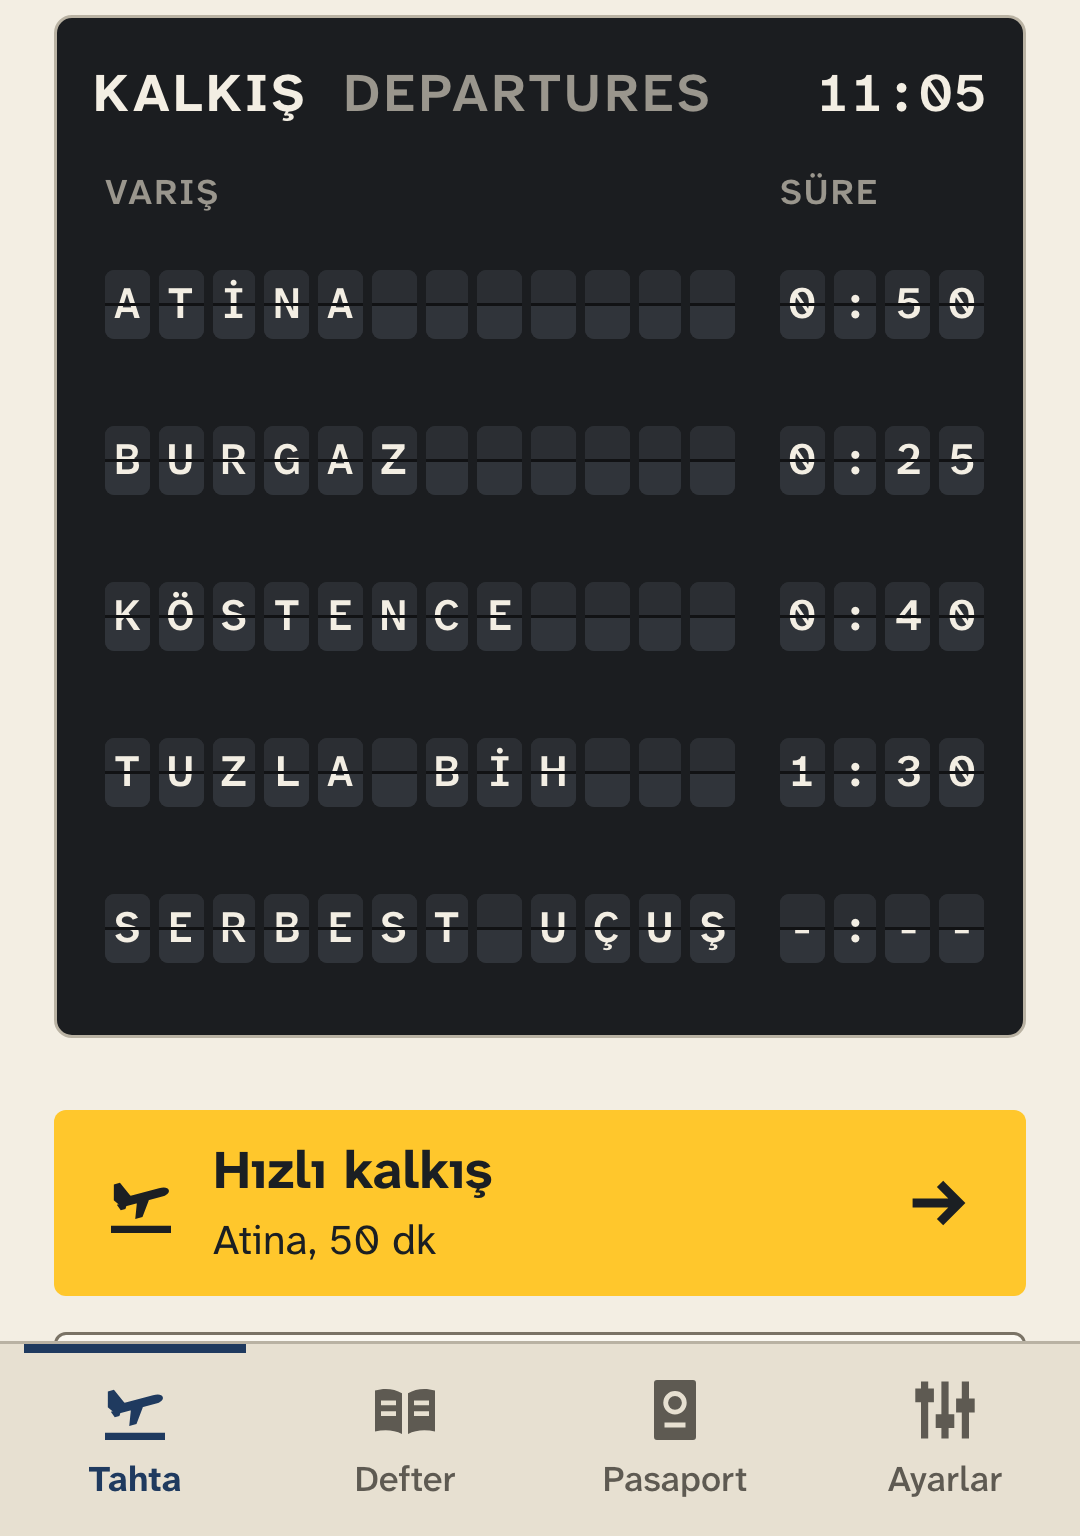 KALKIŞ DEPARTURES 11:05
VARIŞ SÜRE
ATİNA 0:50
BURGAZ 0:25
KÖSTENCE 0:40
TUZLA BİH 1:30
SERBEST UÇUŞ -:--
Hızlı kalkış
Atina, 50 dk
Tahta Defter Pasaport Ayarlar